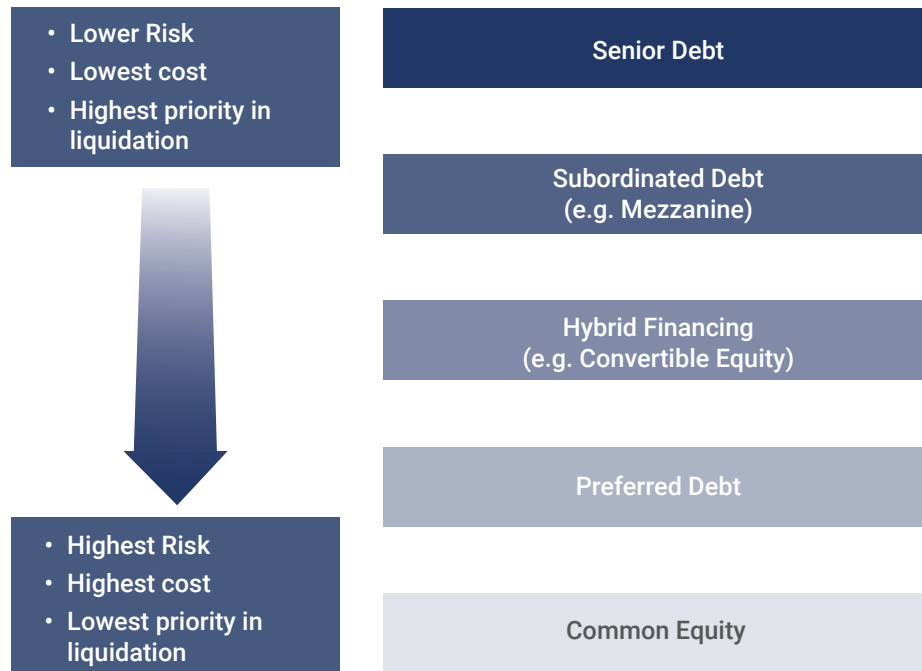 • Lower Risk
• Lowest cost
• Highest priority in
liquidation
Senior Debt
Subordinated Debt
(e.g. Mezzanine)
Hybrid Financing
(e.g. Convertible Equity)
Preferred Debt
• Highest Risk
• Highest cost
• Lowest priority in
liquidation
Common Equity